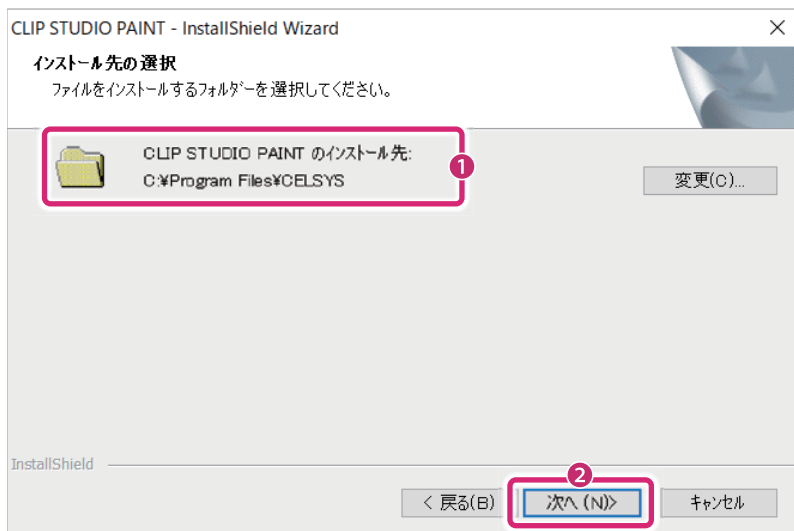 CLIP STUDIO PAINT - InstallShield Wizard
インストール先の選択
ファイルをインストールするフォルダーを選択してください。
CLIP STUDIO PAINT のインストール先:
1
C:¥Program Files¥CELSYS
変更(C)...
InstallShield
2
< 戻る(B)
次へ (N)>
キャンセル